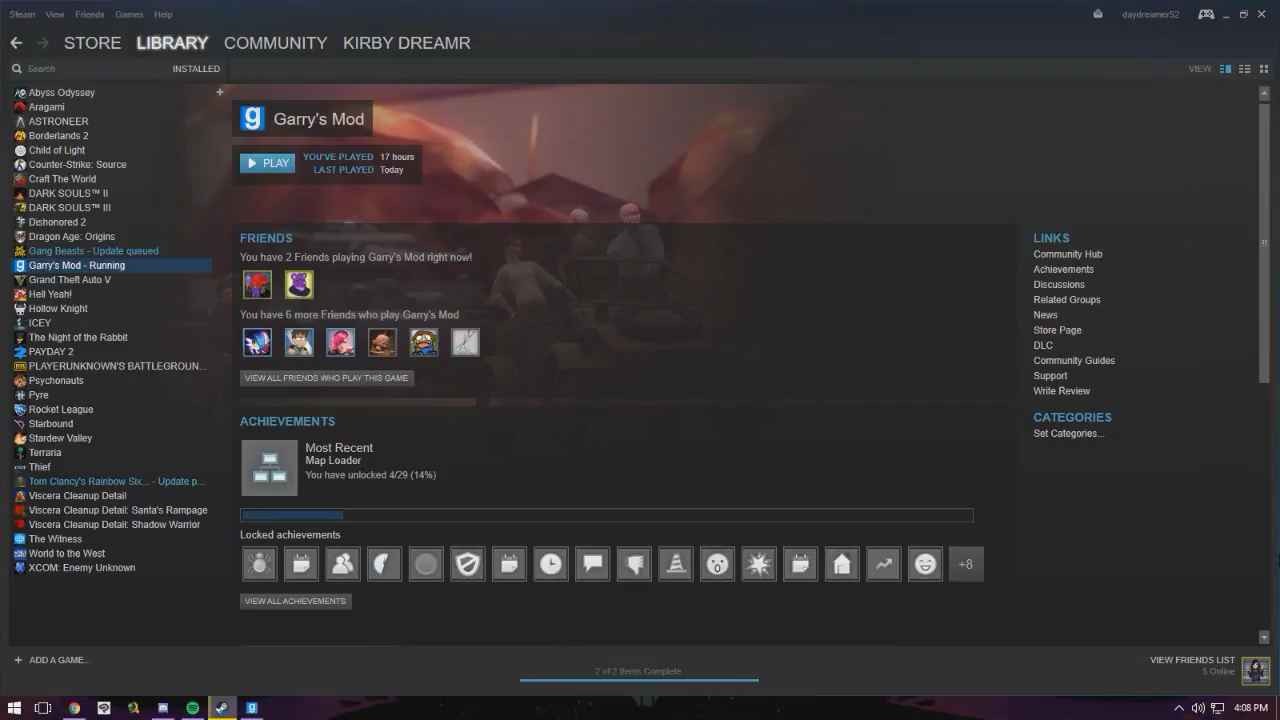 Steam View Friends Games Help
daydreamer52
STORE LIBRARY COMMUNITY KIRBY DREAMR
Search INSTALLED
VIEW
Abyss Odyssey
Aragami
ASTRONEER
Borderlands 2
Child of Light
Counter-Strike: Source
Craft The World
DARK SOULS™ II
DARK SOULS™ III
Dishonored 2
Dragon Age: Origins
Gang Beasts - Update queued
Garry's Mod - Running
Grand Theft Auto V
Hell Yeah!
Hollow Knight
ICEY
The Night of the Rabbit
PAYDAY 2
PLAYERUNKNOWN'S BATTLEGROUN...
Psychonauts
Pyre
Rocket League
Starbound
Stardew Valley
Terraria
Thief
Tom Clancy's Rainbow Six... - Update p...
Viscera Cleanup Detail
Viscera Cleanup Detail: Santa's Rampage
Viscera Cleanup Detail: Shadow Warrior
The Witness
World to the West
XCOM: Enemy Unknown
+ ADD A GAME...
g Garry's Mod
PLAY
YOU'VE PLAYED 17 hours
LAST PLAYED Today
FRIENDS
You have 2 Friends playing Garry's Mod right now!
You have 6 more Friends who play Garry's Mod
VIEW ALL FRIENDS WHO PLAY THIS GAME
ACHIEVEMENTS
Most Recent
Map Loader
You have unlocked 4/29 (14%)
Locked achievements
+8
VIEW ALL ACHIEVEMENTS
LINKS
Community Hub
Achievements
Discussions
Related Groups
News
Store Page
DLC
Community Guides
Support
Write Review
CATEGORIES
Set Categories...
2 of 2 Items Complete
VIEW FRIENDS LIST
5 Online
4:08 PM